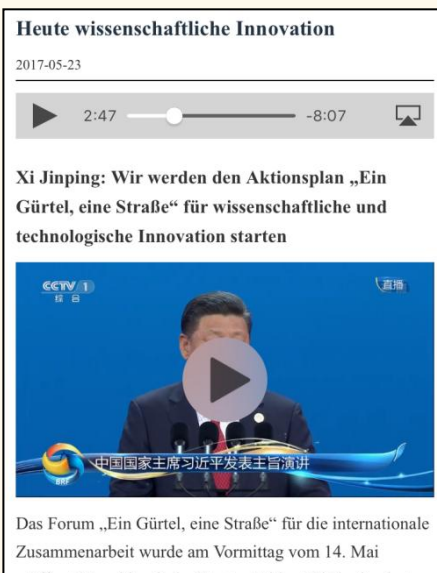 Heute wissenschaftliche Innovation
2017-05-23
2:47
-8:07
Xi Jinping: Wir werden den Aktionsplan „Ein
Gürtel, eine Straße“ für wissenschaftliche und
technologische Innovation starten
CCTV 1
综合
直播
中国国家主席习近平发表主旨演讲
BRF
Das Forum „Ein Gürtel, eine Straße“ für die internationale
Zusammenarbeit wurde am Vormittag vom 14. Mai